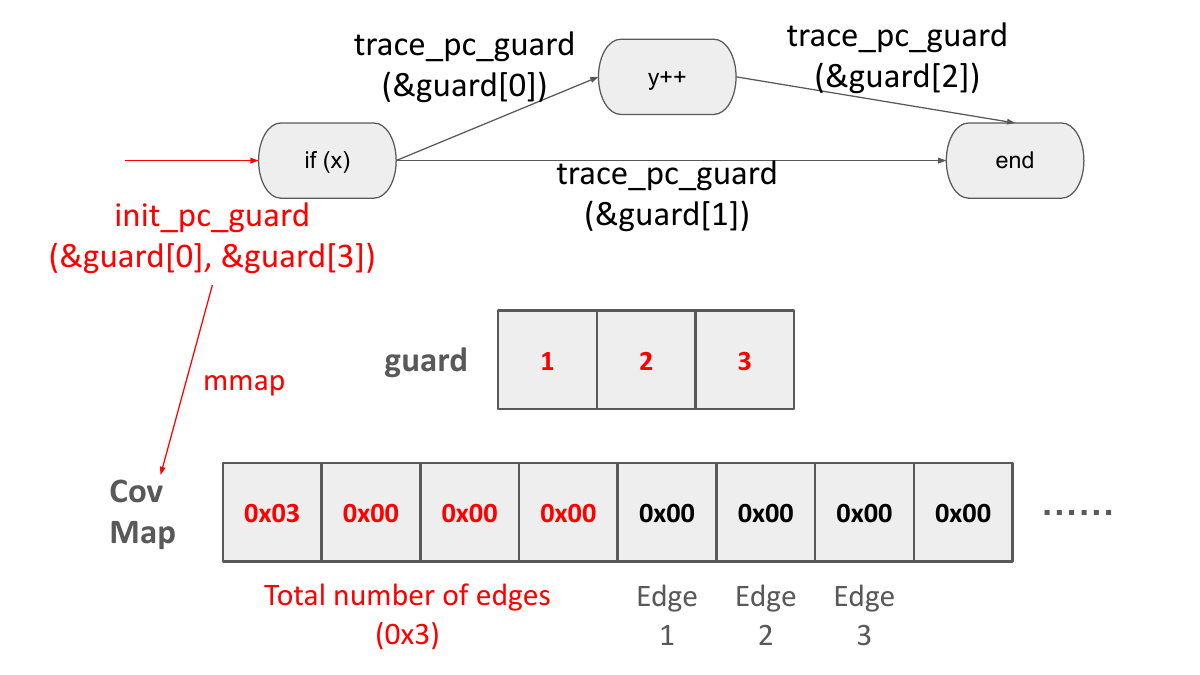 trace_pc_guard
(&guard[0])
y++
trace_pc_guard
(&guard[2])
if (x)
end
trace_pc_guard
(&guard[1])
init_pc_guard
(&guard[0], &guard[3])
guard
1 2 3
mmap
Cov
Map
0x03 0x00 0x00 0x00 0x00 0x00 0x00 0x00 ......
Total number of edges
(0x3)
Edge
1
Edge
2
Edge
3